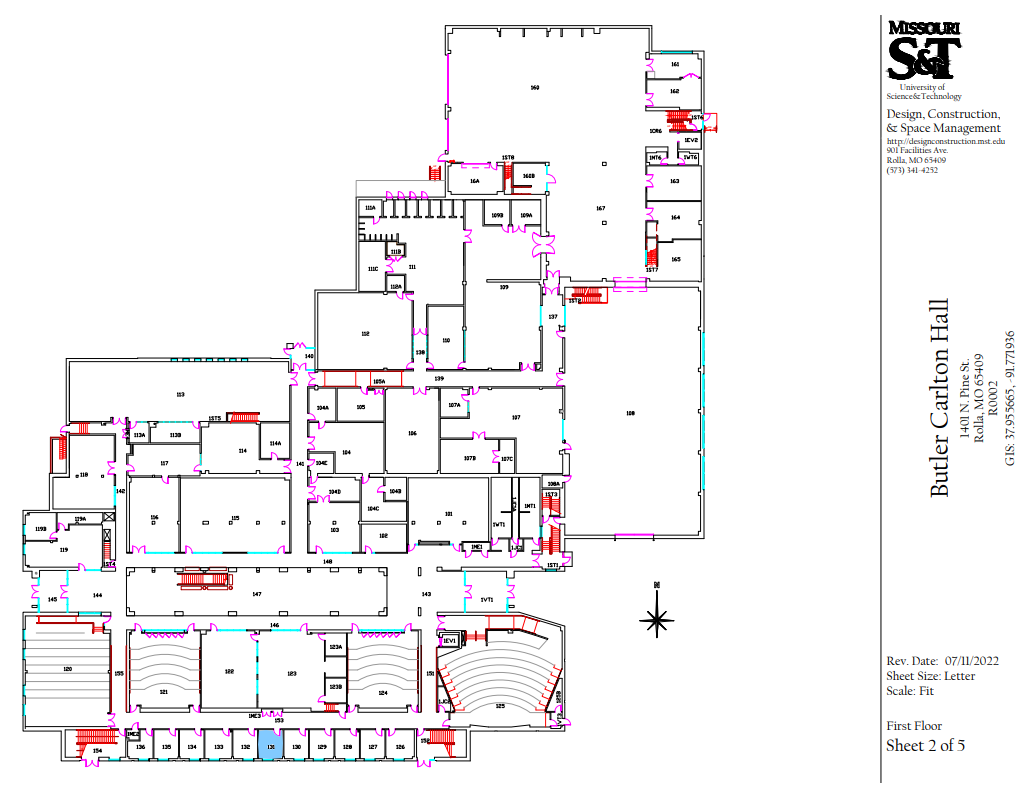 MISSOURI
S&T
University of
Science&Technology
Design, Construction,
& Space Management
http://designconstruction.mst.edu
901 Facilities Ave.
Rolla, MO 65409
(573) 341-4252
Butler Carlton Hall
1401 N. Pine St.
Rolla, MO 65409
R0002
GIS: 37.955665, -91.771936
Rev. Date: 07/11/2022
Sheet Size: Letter
Scale: Fit
First Floor
Sheet 2 of 5
161
160
162
1ST6
1CR6
1EV2
1MT6
1WT6
1ST8
16A
160B
163
167
164
165
1ST7
111A
109B
109A
111B
111C
111
112A
109
1ST2
137
112
110
138
140
139
105A
113
104A
105
107A
107
108
106
1ST5
113A
113B
114
114A
117
104
104E
141
107B
107C
118
142
104D
104B
104C
108A
1ST3
116
115
103
102
101
1WT1
1MT1
119B
119A
119
1ST4
1ME1
1ST1
148
145
144
147
143
1VT1
146
120
155
121
122
123
123A
123B
124
151
1EV1
125
125B
1ME3
153
154
1ME2
136
135
134
133
132
131
130
129
128
127
126
152